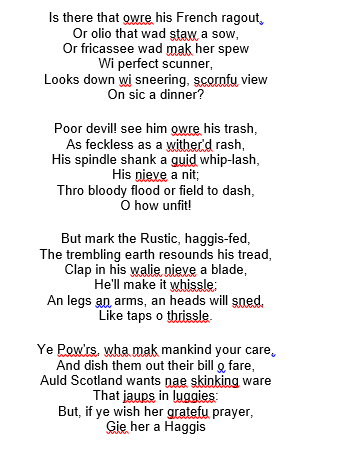 Is there that owre his French ragout,
Or olio that wad staw a sow,
Or fricassee wad mak her spew
Wi perfect scunner,
Looks down wi sneering, scornfu view
On sic a dinner?

Poor devil! see him owre his trash,
As feckless as a wither'd rash,
His spindle shank a guid whip-lash,
His nieve a nit;
Thro bloody flood or field to dash,
O how unfit!

But mark the Rustic, haggis-fed,
The trembling earth resounds his tread,
Clap in his walie nieve a blade,
He'll make it whissle;
An legs an arms, an heads will sned,
Like taps o thrissle.

Ye Pow'rs, wha mak mankind your care,
And dish them out their bill o fare,
Auld Scotland wants nae skinking ware
That jaups in luggies:
But, if ye wish her gratefu prayer,
Gie her a Haggis